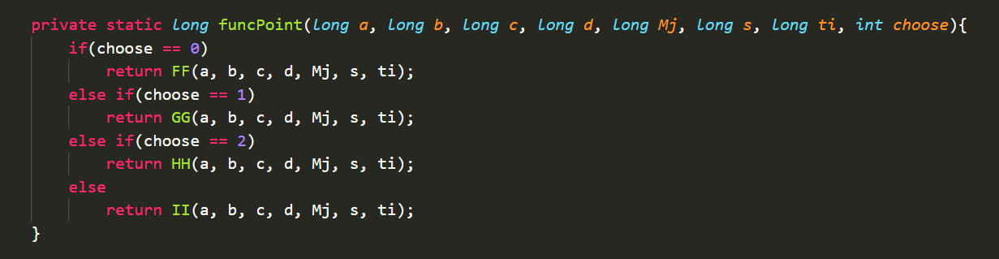 private static long funcPoint(long a, long b, long c, long d, long Mj, long s, long ti, int choose){
    if(choose == 0)
        return FF(a, b, c, d, Mj, s, ti);
    else if(choose == 1)
        return GG(a, b, c, d, Mj, s, ti);
    else if(choose == 2)
        return HH(a, b, c, d, Mj, s, ti);
    else
        return II(a, b, c, d, Mj, s, ti);
}